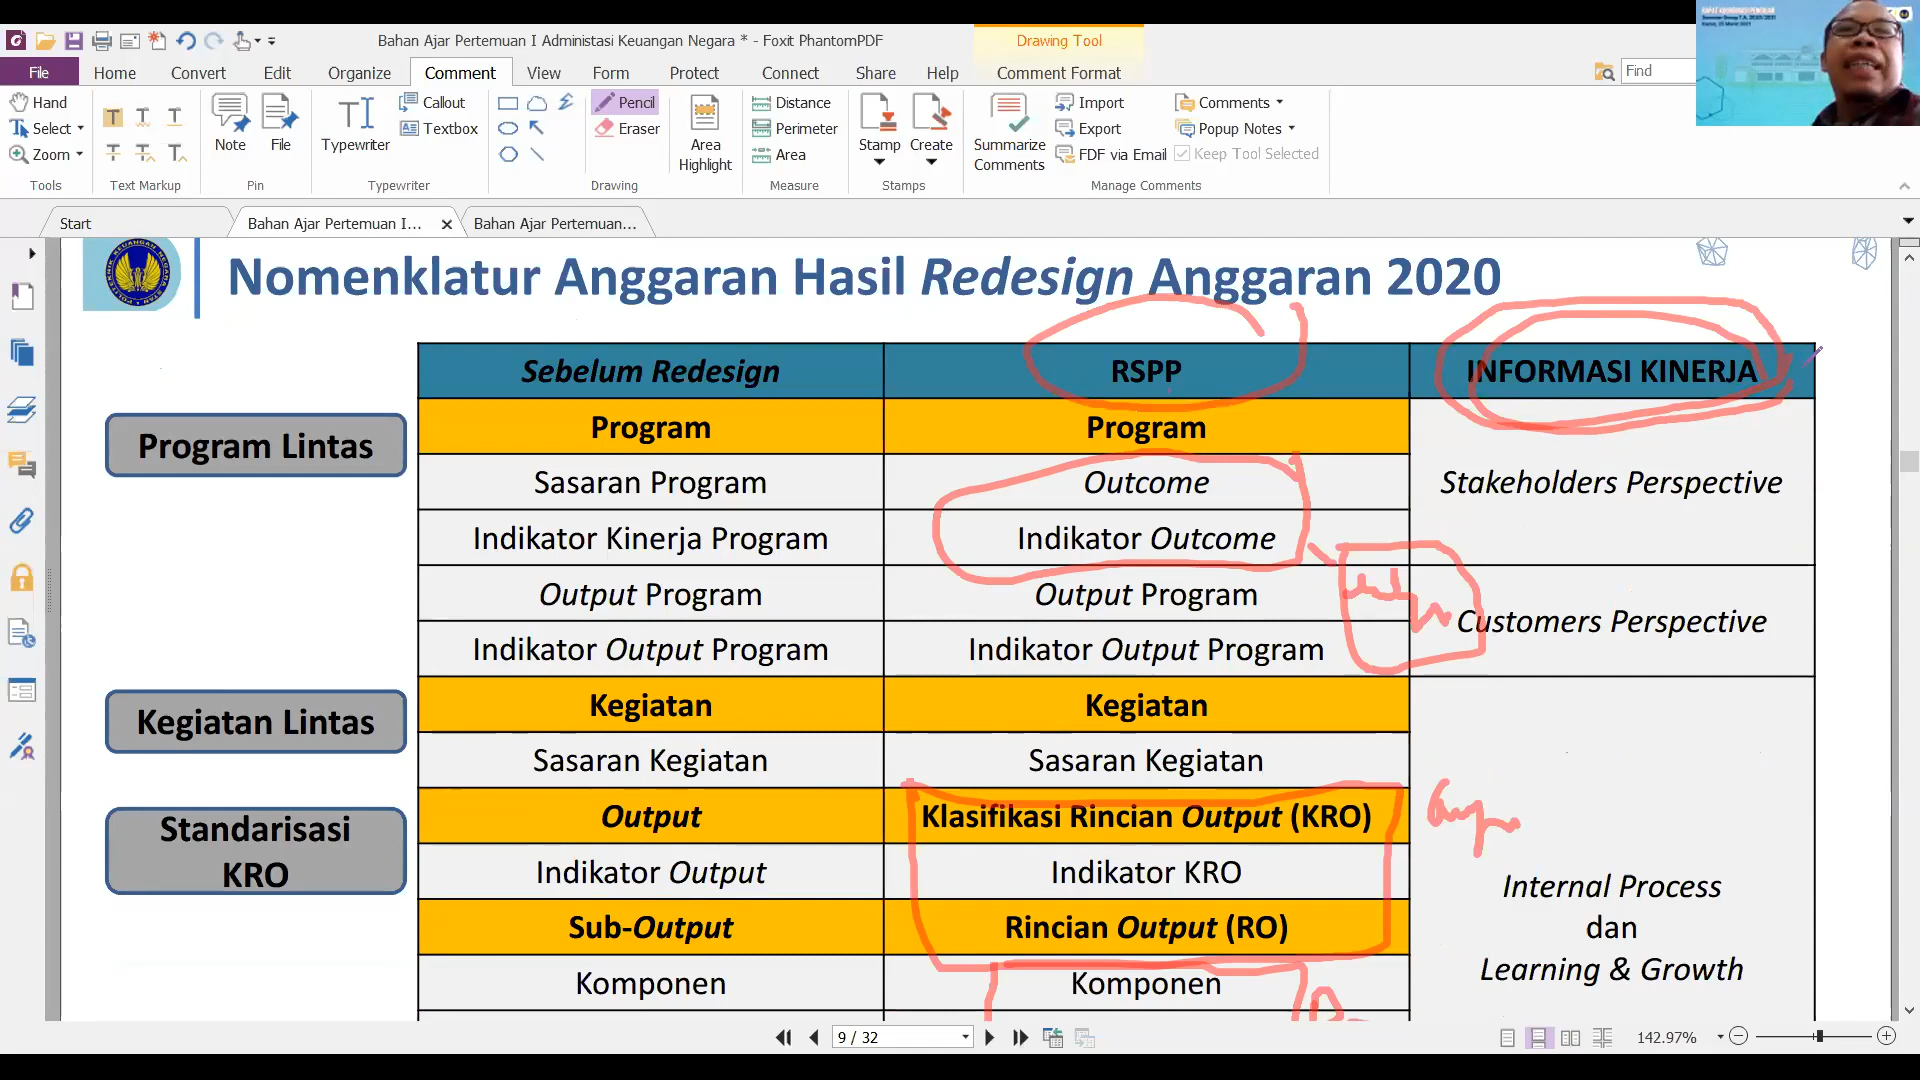 Bahan Ajar Pertemuan I Administasi Keuangan Negara * - Foxit PhantomPDF
Drawing Tool
File Home Convert Edit Organize Comment View Form Protect Connect Share Help Comment Format
Find
Hand
Select
Zoom
Tools
Text Markup
Note
File
Pin
Typewriter
Callout
Textbox
Typewriter
Pencil
Eraser
Drawing
Area Highlight
Distance
Perimeter
Area
Measure
Stamp
Create
Stamps
Summarize Comments
Import
Export
FDF via Email
Comments
Popup Notes
Keep Tool Selected
Manage Comments
Start
Bahan Ajar Pertemuan I...
Bahan Ajar Pertemuan...
Nomenklatur Anggaran Hasil Redesign Anggaran 2020
Sebelum Redesign RSPP INFORMASI KINERJA
Program Lintas
Program Program
Sasaran Program Outcome
Stakeholders Perspective
Indikator Kinerja Program Indikator Outcome
Output Program Output Program
Customers Perspective
Indikator Output Program Indikator Output Program
Kegiatan Lintas
Kegiatan Kegiatan
Sasaran Kegiatan Sasaran Kegiatan
Standarisasi
KRO
Output Klasifikasi Rincian Output (KRO)
Indikator Output Indikator KRO
Sub-Output Rincian Output (RO)
Komponen Komponen
Internal Process
dan
Learning & Growth
9 / 32
142.97%